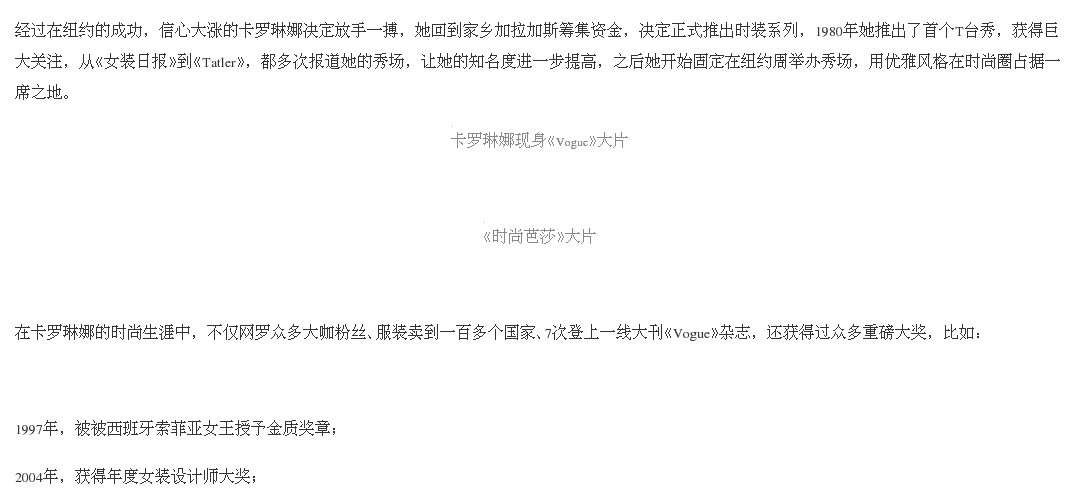 经过在纽约的成功，信心大涨的卡罗琳娜决定放手一搏，她回到家乡加拉加斯筹集资金，决定正式推出时装系列，1980年她推出了首个T台秀，获得巨
大关注，从《女装日报》到《Tatler》，都多次报道她的秀场，让她的知名度进一步提高，之后她开始固定在纽约周举办秀场，用优雅风格在时尚圈占据一
席之地。
卡罗琳娜现身《Vogue》大片
《时尚芭莎》大片
在卡罗琳娜的时尚生涯中，不仅网罗众多大咖粉丝、服装卖到一百多个国家、7次登上一线大刊《Vogue》杂志，还获得过众多重磅大奖，比如：
1997年，被被西班牙索菲亚女王授予金质奖章；
2004年，获得年度女装设计师大奖；